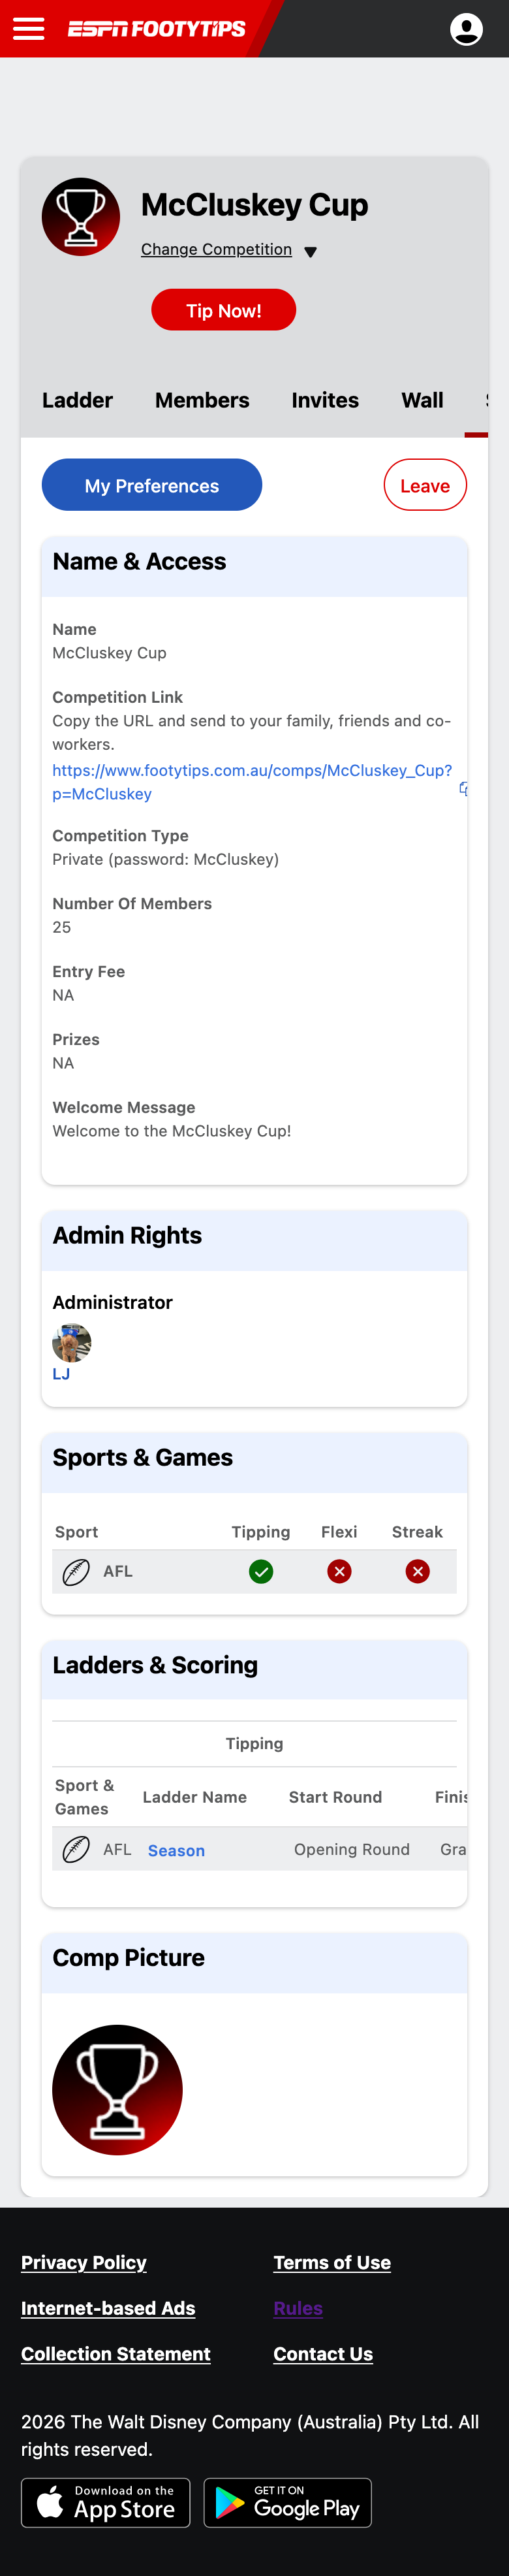 ESPN FOOTYTIPS
McCluskey Cup
Change Competition
Tip Now!
Ladder Members Invites Wall
My Preferences Leave
Name & Access
Name
McCluskey Cup
Competition Link
Copy the URL and send to your family, friends and co-
workers.
https://www.footytips.com.au/comps/McCluskey_Cup?
p=McCluskey
Competition Type
Private (password: McCluskey)
Number Of Members
25
Entry Fee
NA
Prizes
NA
Welcome Message
Welcome to the McCluskey Cup!
Admin Rights
Administrator
LJ
Sports & Games
Sport Tipping Flexi Streak
AFL
Ladders & Scoring
Tipping
Sport &
Games Ladder Name Start Round
AFL Season Opening Round
Comp Picture
Privacy Policy Terms of Use
Internet-based Ads Rules
Collection Statement Contact Us
2026 The Walt Disney Company (Australia) Pty Ltd. All
rights reserved.
Download on the
App Store
GET IT ON
Google Play